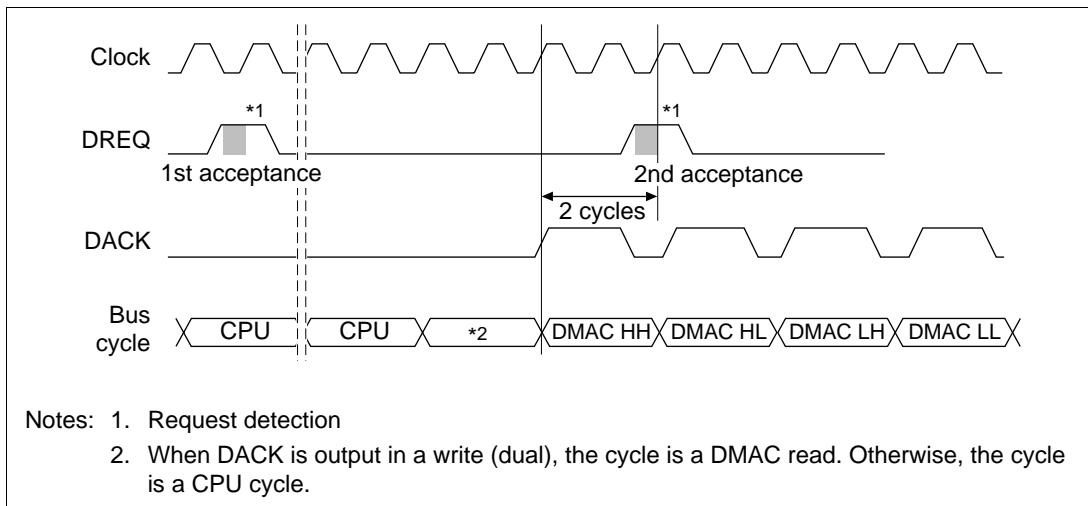 Clock
*1 *1
DREQ
1st acceptance 2nd acceptance
2 cycles
DACK
Bus
cycle
CPU CPU *2 DMAC HH DMAC HL DMAC LH DMAC LL
Notes: 1. Request detection
2. When DACK is output in a write (dual), the cycle is a DMAC read. Otherwise, the cycle
is a CPU cycle.